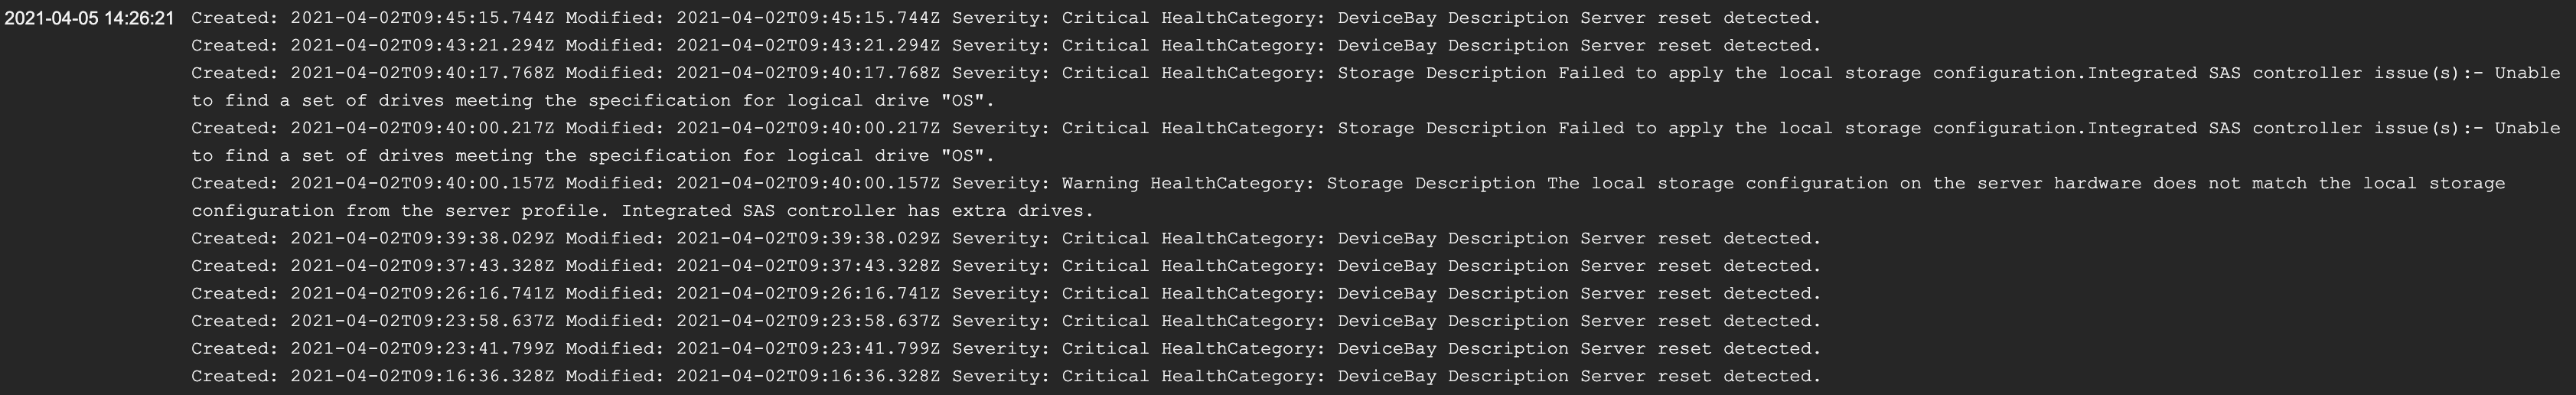 2021-04-05 14:26:21 Created: 2021-04-02T09:45:15.744Z Modified: 2021-04-02T09:45:15.744Z Severity: Critical HealthCategory: DeviceBay Description Server reset detected.
Created: 2021-04-02T09:43:21.294Z Modified: 2021-04-02T09:43:21.294Z Severity: Critical HealthCategory: DeviceBay Description Server reset detected.
Created: 2021-04-02T09:40:17.768Z Modified: 2021-04-02T09:40:17.768Z Severity: Critical HealthCategory: Storage Description Failed to apply the local storage configuration.Integrated SAS controller issue(s):- Unable
to find a set of drives meeting the specification for logical drive "OS".
Created: 2021-04-02T09:40:00.217Z Modified: 2021-04-02T09:40:00.217Z Severity: Critical HealthCategory: Storage Description Failed to apply the local storage configuration.Integrated SAS controller issue(s):- Unable
to find a set of drives meeting the specification for logical drive "OS".
Created: 2021-04-02T09:40:00.157Z Modified: 2021-04-02T09:40:00.157Z Severity: Warning HealthCategory: Storage Description The local storage configuration on the server hardware does not match the local storage
configuration from the server profile. Integrated SAS controller has extra drives.
Created: 2021-04-02T09:39:38.029Z Modified: 2021-04-02T09:39:38.029Z Severity: Critical HealthCategory: DeviceBay Description Server reset detected.
Created: 2021-04-02T09:37:43.328Z Modified: 2021-04-02T09:37:43.328Z Severity: Critical HealthCategory: DeviceBay Description Server reset detected.
Created: 2021-04-02T09:26:16.741Z Modified: 2021-04-02T09:26:16.741Z Severity: Critical HealthCategory: DeviceBay Description Server reset detected.
Created: 2021-04-02T09:23:58.637Z Modified: 2021-04-02T09:23:58.637Z Severity: Critical HealthCategory: DeviceBay Description Server reset detected.
Created: 2021-04-02T09:23:41.799Z Modified: 2021-04-02T09:23:41.799Z Severity: Critical HealthCategory: DeviceBay Description Server reset detected.
Created: 2021-04-02T09:16:36.328Z Modified: 2021-04-02T09:16:36.328Z Severity: Critical HealthCategory: DeviceBay Description Server reset detected.